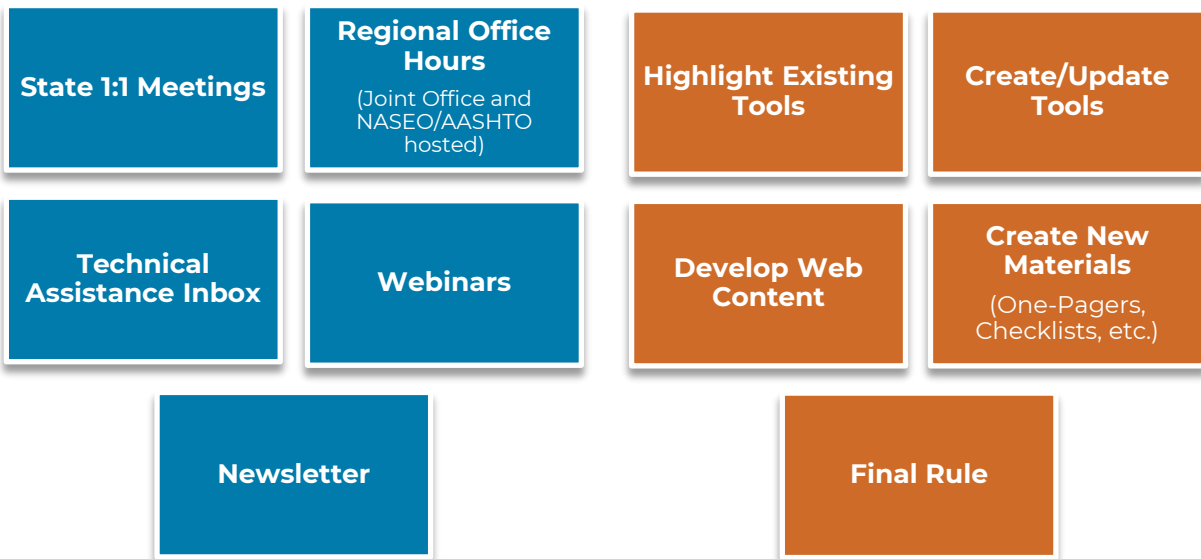 State 1:1 Meetings
Regional Office
Hours
(Joint Office and
NASEO/AASHTO
hosted)
Technical
Assistance Inbox
Webinars
Newsletter
Highlight Existing
Tools
Create/Update
Tools
Develop Web
Content
Create New
Materials
(One-Pagers,
Checklists, etc.)
Final Rule